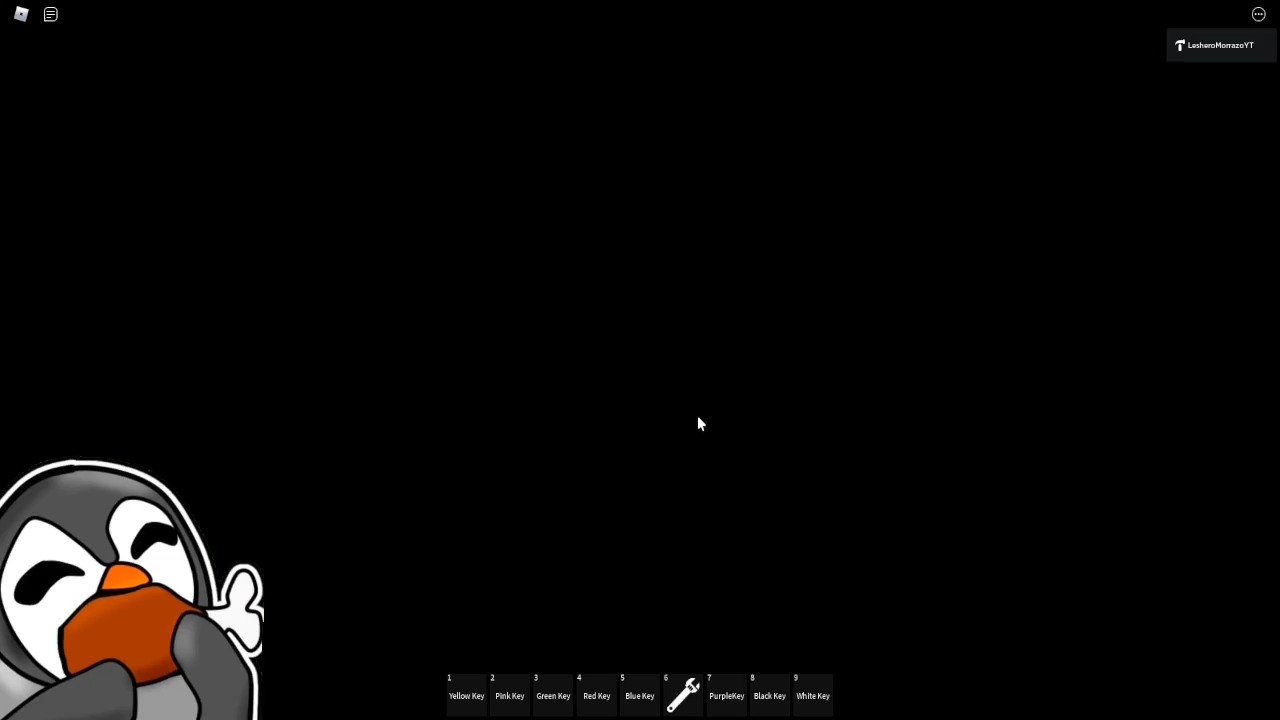 LesheroMorrazoYT
1 2 3 4 5 6 7 8 9
Yellow Key Pink Key Green Key Red Key Blue Key PurpleKey Black Key White Key